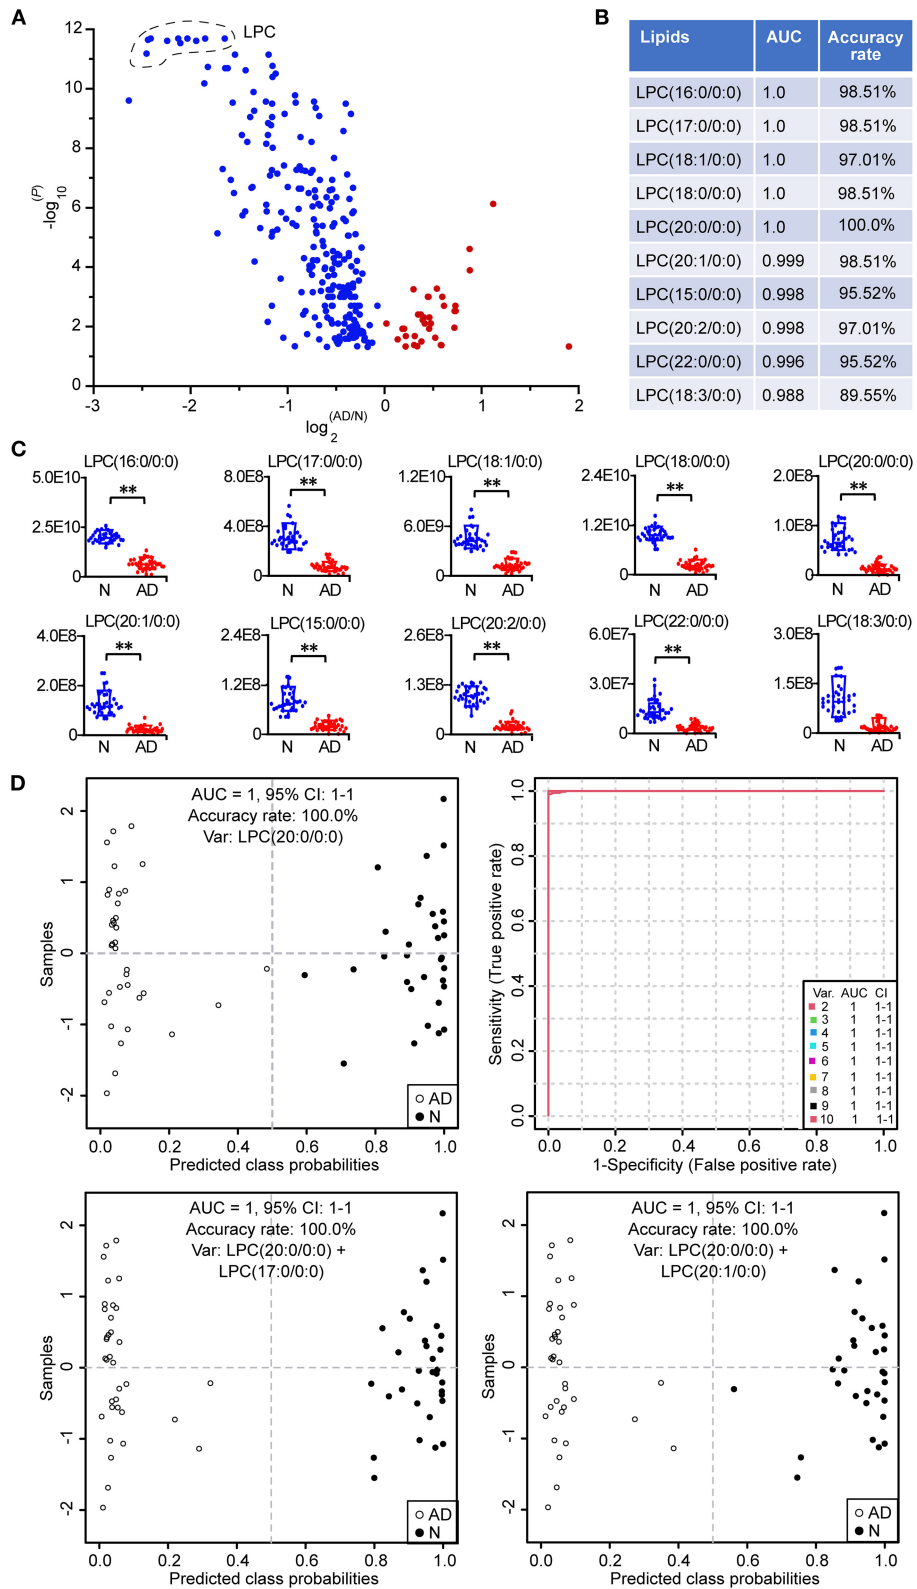 A
12
10
8
6
4
2
0
-log10(P)
LPC
-3
-2
-1
0
1
2
log2(AD/N)
B
Lipids AUC Accuracy rate
LPC(16:0/0:0) 1.0 98.51%
LPC(17:0/0:0) 1.0 98.51%
LPC(18:1/0:0) 1.0 97.01%
LPC(18:0/0:0) 1.0 98.51%
LPC(20:0/0:0) 1.0 100.0%
LPC(20:1/0:0) 0.999 98.51%
LPC(15:0/0:0) 0.998 95.52%
LPC(20:2/0:0) 0.998 97.01%
LPC(22:0/0:0) 0.996 95.52%
LPC(18:3/0:0) 0.988 89.55%
C
LPC(16:0/0:0)
5.0E10
2.5E10
0
**
N AD
LPC(17:0/0:0)
8.0E8
4.0E8
0
**
N AD
LPC(18:1/0:0)
1.2E10
6.0E9
0
**
N AD
LPC(18:0/0:0)
2.4E10
1.2E10
0
**
N AD
LPC(20:0/0:0)
2.0E8
1.0E8
0
**
N AD
LPC(20:1/0:0)
4.0E8
2.0E8
0
**
N AD
LPC(15:0/0:0)
2.4E8
1.2E8
0
**
N AD
LPC(20:2/0:0)
2.6E8
1.3E8
0
**
N AD
LPC(22:0/0:0)
6.0E7
3.0E7
0
**
N AD
LPC(18:3/0:0)
3.0E8
1.5E8
0
N AD
D
AUC = 1, 95% CI: 1-1
Accuracy rate: 100.0%
Var: LPC(20:0/0:0)
Samples
2
1
0
-1
-2
AD
N
0.0 0.2 0.4 0.6 0.8 1.0
Predicted class probabilities
Sensitivity (True positive rate)
1.0
0.8
0.6
0.4
0.2
0.0
Var. AUC CI
2 1 1-1
3 1 1-1
4 1 1-1
5 1 1-1
6 1 1-1
7 1 1-1
8 1 1-1
9 1 1-1
10 1 1-1
0.0 0.2 0.4 0.6 0.8 1.0
1-Specificity (False positive rate)
AUC = 1, 95% CI: 1-1
Accuracy rate: 100.0%
Var: LPC(20:0/0:0) +
LPC(17:0/0:0)
Samples
2
1
0
-1
-2
AD
N
0.0 0.2 0.4 0.6 0.8 1.0
Predicted class probabilities
AUC = 1, 95% CI: 1-1
Accuracy rate: 100.0%
Var: LPC(20:0/0:0) +
LPC(20:1/0:0)
Samples
2
1
0
-1
-2
AD
N
0.0 0.2 0.4 0.6 0.8 1.0
Predicted class probabilities